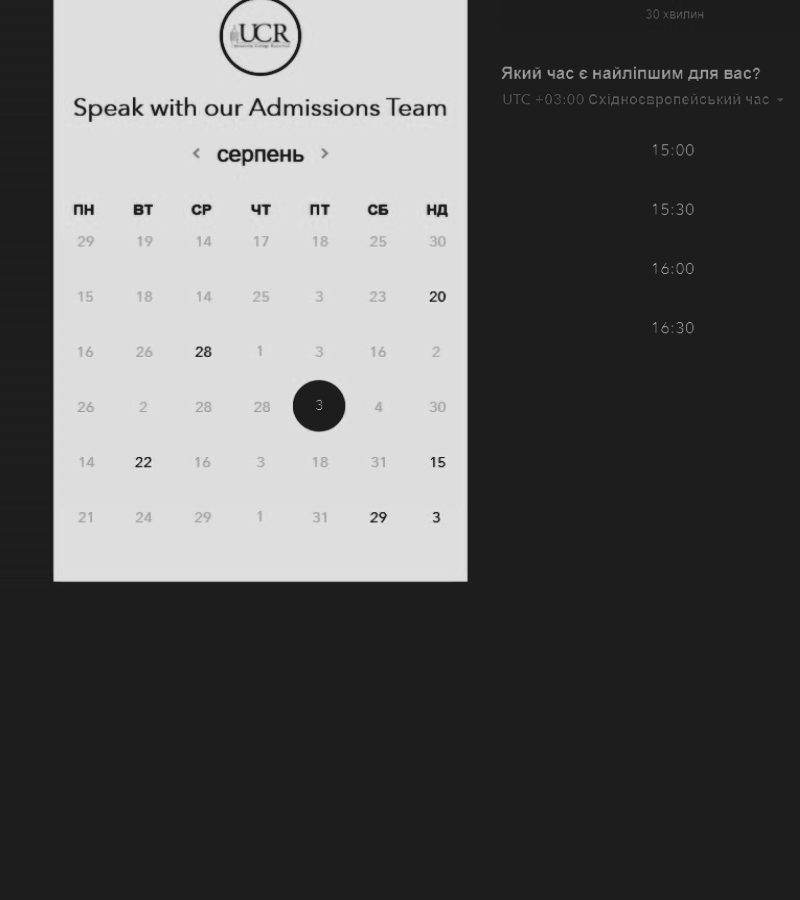 UCR
Speak with our Admissions Team
< серпень >
ПН ВТ СР ЧТ ПТ СБ НД
29 19 14 17 18 25 30
15 18 14 25 3 23 20
16 26 28 1 3 16 2
26 2 28 28 3 4 30
14 22 16 3 18 31 15
21 24 29 1 31 29 3
30 хвилин
Який час є найліпшим для вас?
UTC +03:00 Східноєвропейський час
15:00
15:30
16:00
16:30